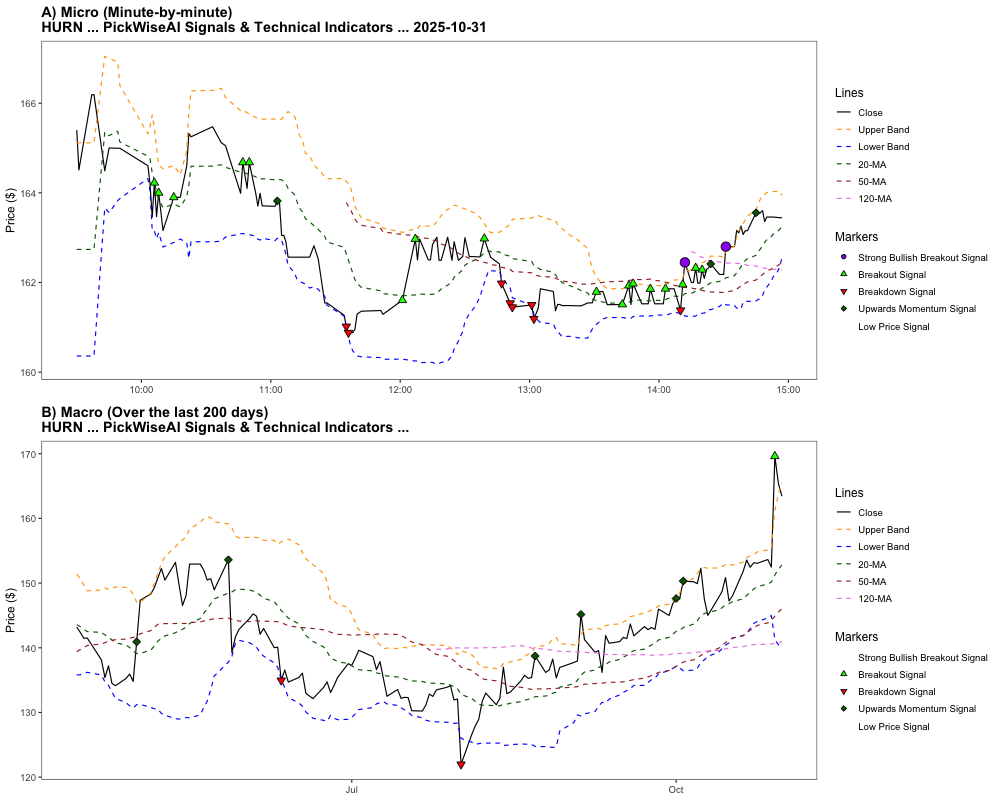 A) Micro (Minute-by-minute)
HURN ... PickWiseAI Signals & Technical Indicators ... 2025-10-31
Price ($)
166
164
162
160
10:00
11:00
12:00
13:00
14:00
15:00
Lines
Close
Upper Band
Lower Band
20-MA
50-MA
120-MA
Markers
Strong Bullish Breakout Signal
Breakout Signal
Breakdown Signal
Upwards Momentum Signal
Low Price Signal
B) Macro (Over the last 200 days)
HURN ... PickWiseAI Signals & Technical Indicators ...
Price ($)
170
160
150
140
130
120
Jul
Oct
Lines
Close
Upper Band
Lower Band
20-MA
50-MA
120-MA
Markers
Strong Bullish Breakout Signal
Breakout Signal
Breakdown Signal
Upwards Momentum Signal
Low Price Signal